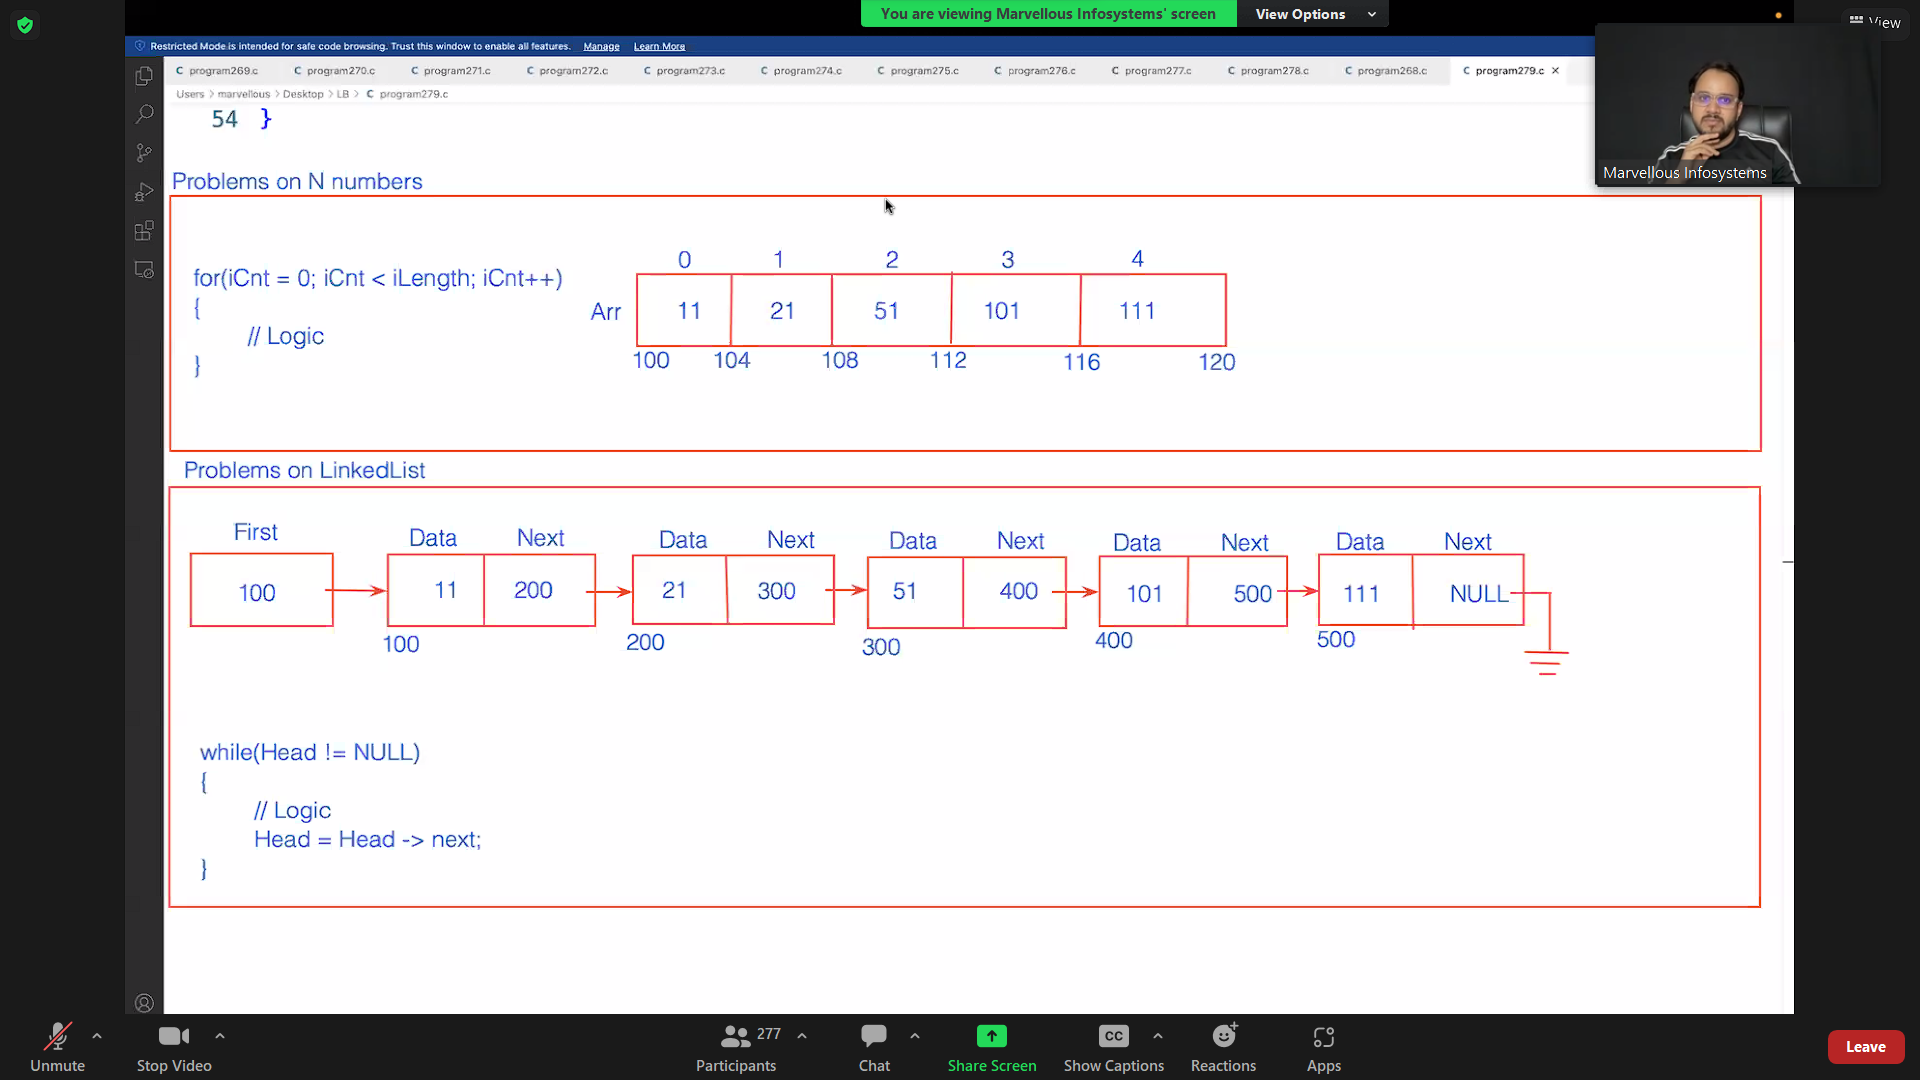 You are viewing Marvellous Infosystems' screen
View Options
View
Restricted Mode is intended for safe code browsing. Trust this window to enable all features. Manage Learn More
program269.c program270.c program271.c program272.c program273.c program274.c program275.c program276.c program277.c program278.c program268.c program279.c
Users > marvellous > Desktop > LB > C program279.c
54 }
Marvellous Infosystems
Problems on N numbers
0 1 2 3 4
for(iCnt = 0; iCnt < iLength; iCnt++)
{
// Logic
}
Arr 11 21 51 101 111
100 104 108 112 116 120
Problems on LinkedList
First Data Next Data Next Data Next Data Next Data Next
100 11 200 21 300 51 400 101 500 111 NULL
100 200 300 400 500
while(Head != NULL)
{
// Logic
Head = Head -> next;
}
Unmute
Stop Video
277
Participants
Chat
Share Screen
CC
Show Captions
Reactions
Apps
Leave